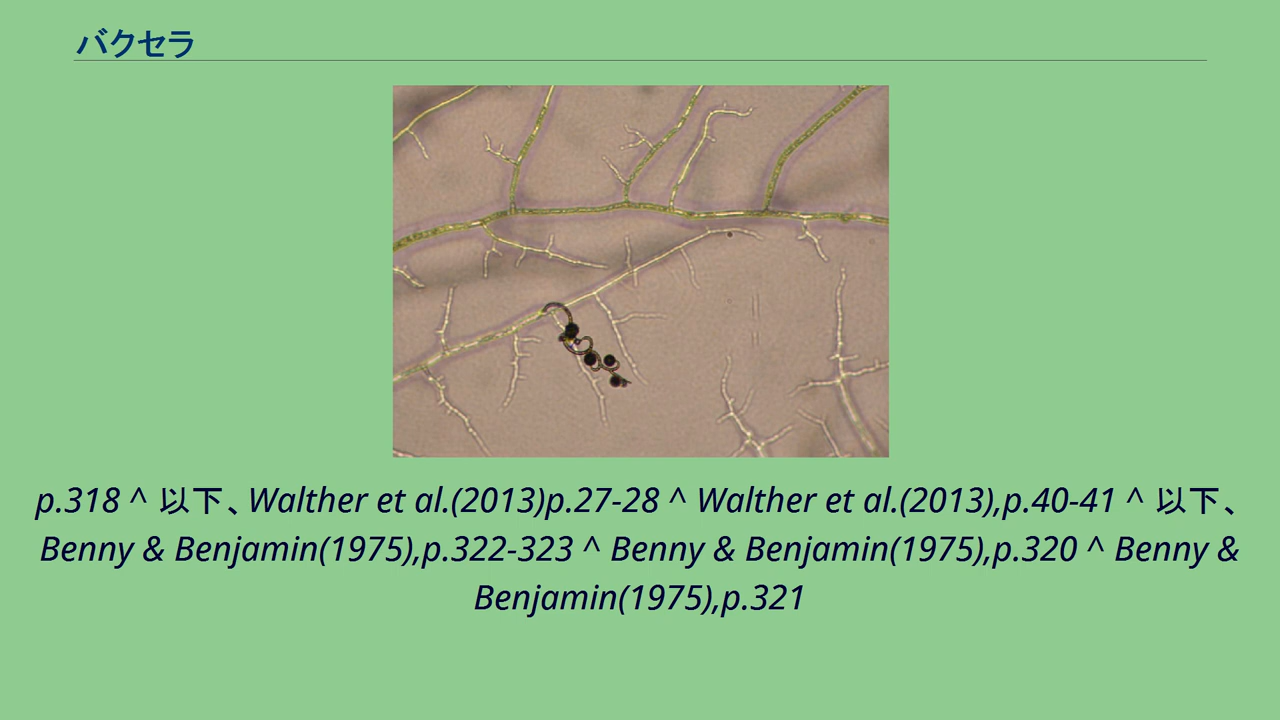 バクセラ
p.318 ^ 以下、Walther et al.(2013)p.27-28 ^ Walther et al.(2013),p.40-41 ^ 以下、
Benny & Benjamin(1975),p.322-323 ^ Benny & Benjamin(1975),p.320 ^ Benny &
Benjamin(1975),p.321